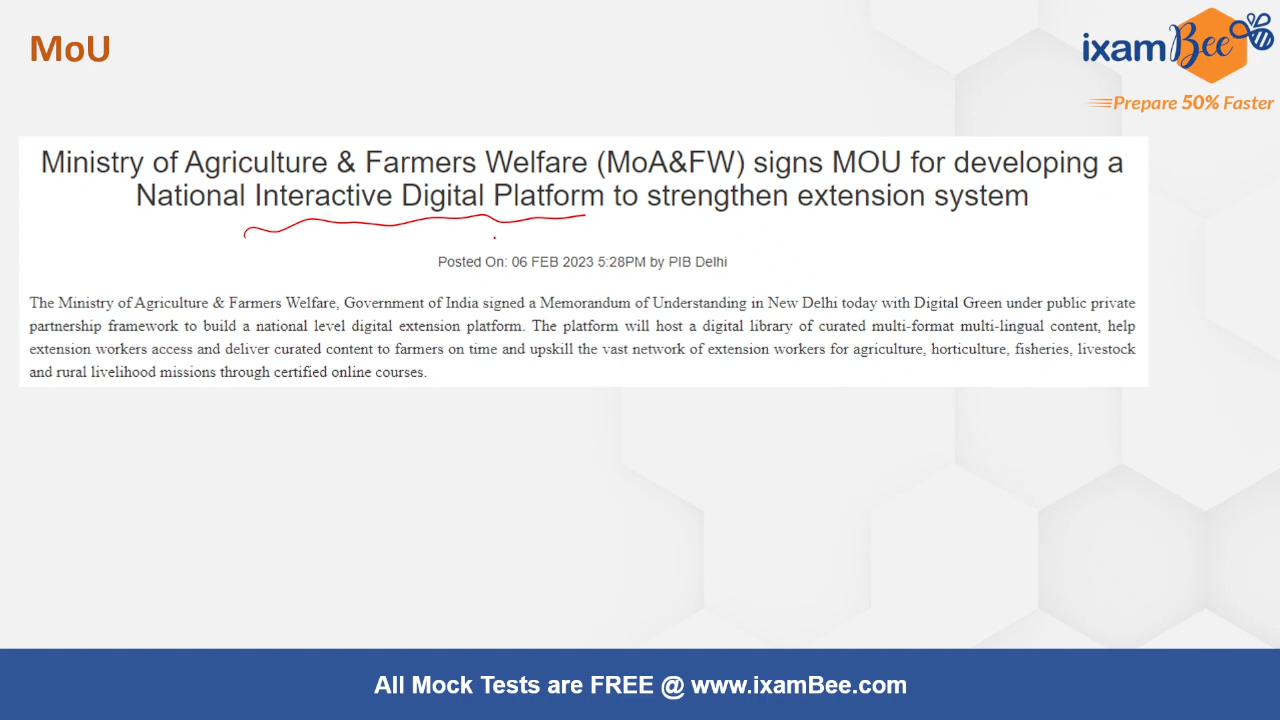 MoU
ixamBee
Prepare 50% Faster
Ministry of Agriculture & Farmers Welfare (MoA&FW) signs MOU for developing a
National Interactive Digital Platform to strengthen extension system
Posted On: 06 FEB 2023 5:28PM by PIB Delhi
The Ministry of Agriculture & Farmers Welfare, Government of India signed a Memorandum of Understanding in New Delhi today with Digital Green under public private
partnership framework to build a national level digital extension platform. The platform will host a digital library of curated multi-format multi-lingual content, help
extension workers access and deliver curated content to farmers on time and upskill the vast network of extension workers for agriculture, horticulture, fisheries, livestock
and rural livelihood missions through certified online courses.
All Mock Tests are FREE @ www.ixamBee.com